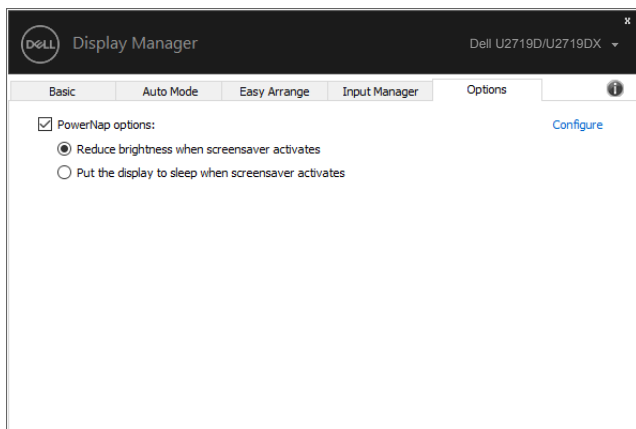 x
DELL Display Manager Dell U2719D/U2719DX
Basic Auto Mode Easy Arrange Input Manager Options i
PowerNap options: Configure
Reduce brightness when screensaver activates
Put the display to sleep when screensaver activates